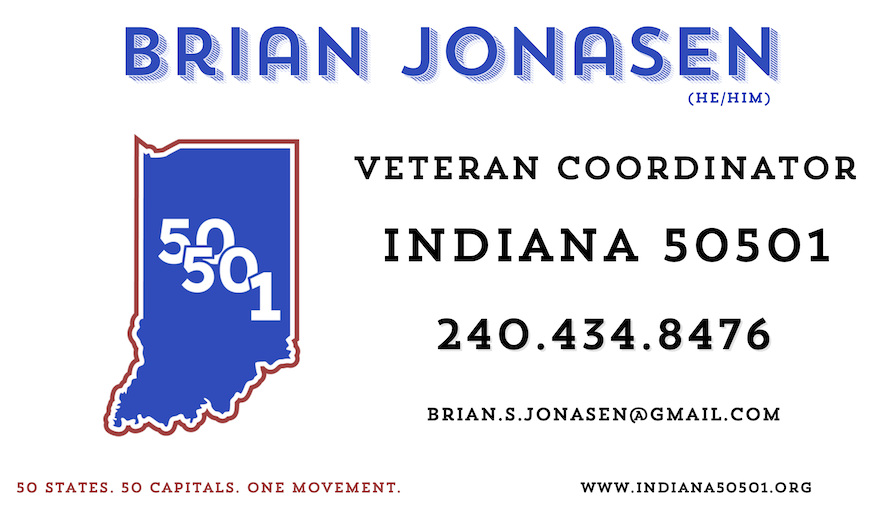 BRIAN JONASEN
(HE/HIM)
VETERAN COORDINATOR
50
50
1
INDIANA 50501
240.434.8476
BRIAN.S.JONASEN@GMAIL.COM
50 STATES. 50 CAPITALS. ONE MOVEMENT.
WWW.INDIANA50501.ORG